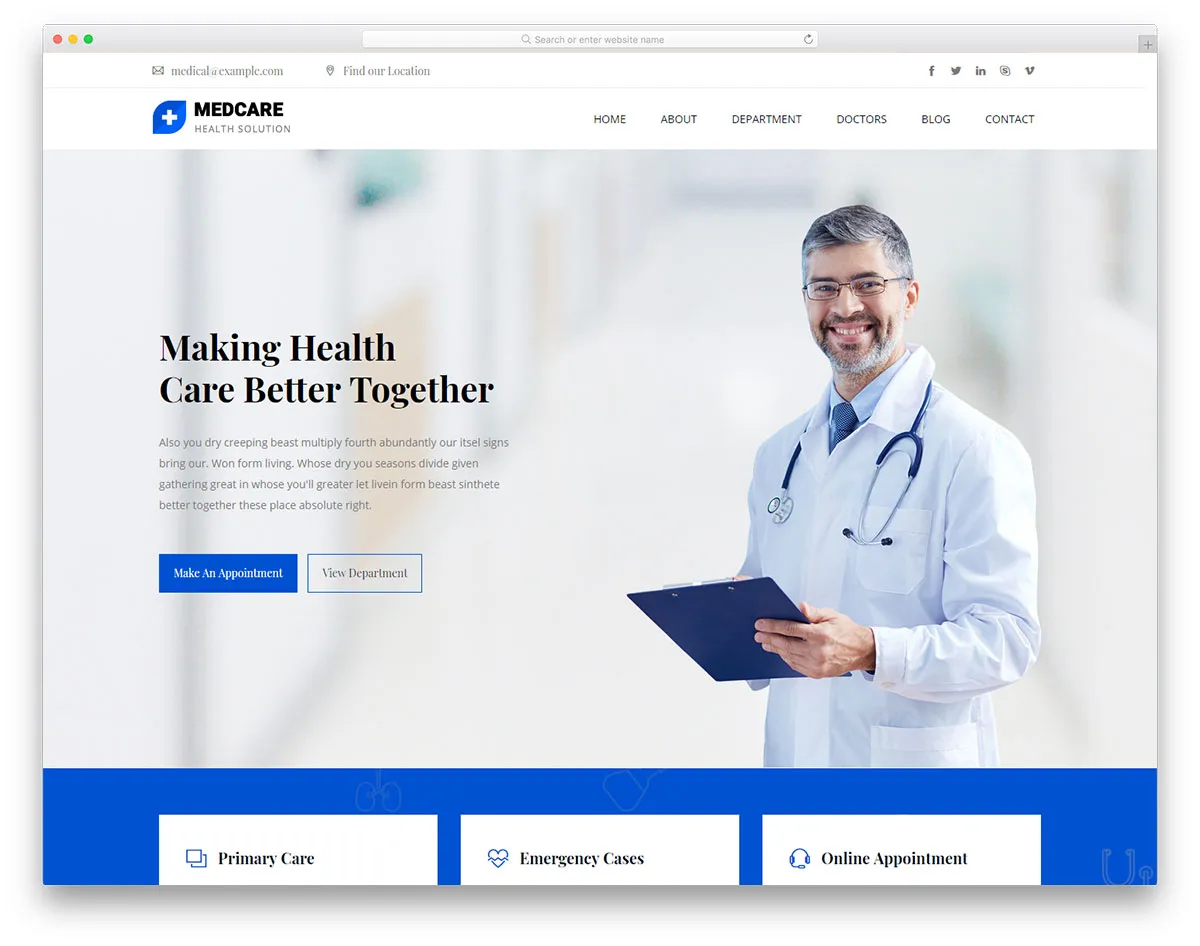 Search or enter website name
medical@example.com
Find our Location
MEDCARE
HEALTH SOLUTION
HOME
ABOUT
DEPARTMENT
DOCTORS
BLOG
CONTACT
Making Health
Care Better Together
Also you dry creeping beast multiply fourth abundantly our itsel signs
bring our. Won form living. Whose dry you seasons divide given
gathering great in whose you'll greater let livein form beast sinthete
better together these place absolute right.
Make An Appointment
View Department
Primary Care
Emergency Cases
Online Appointment